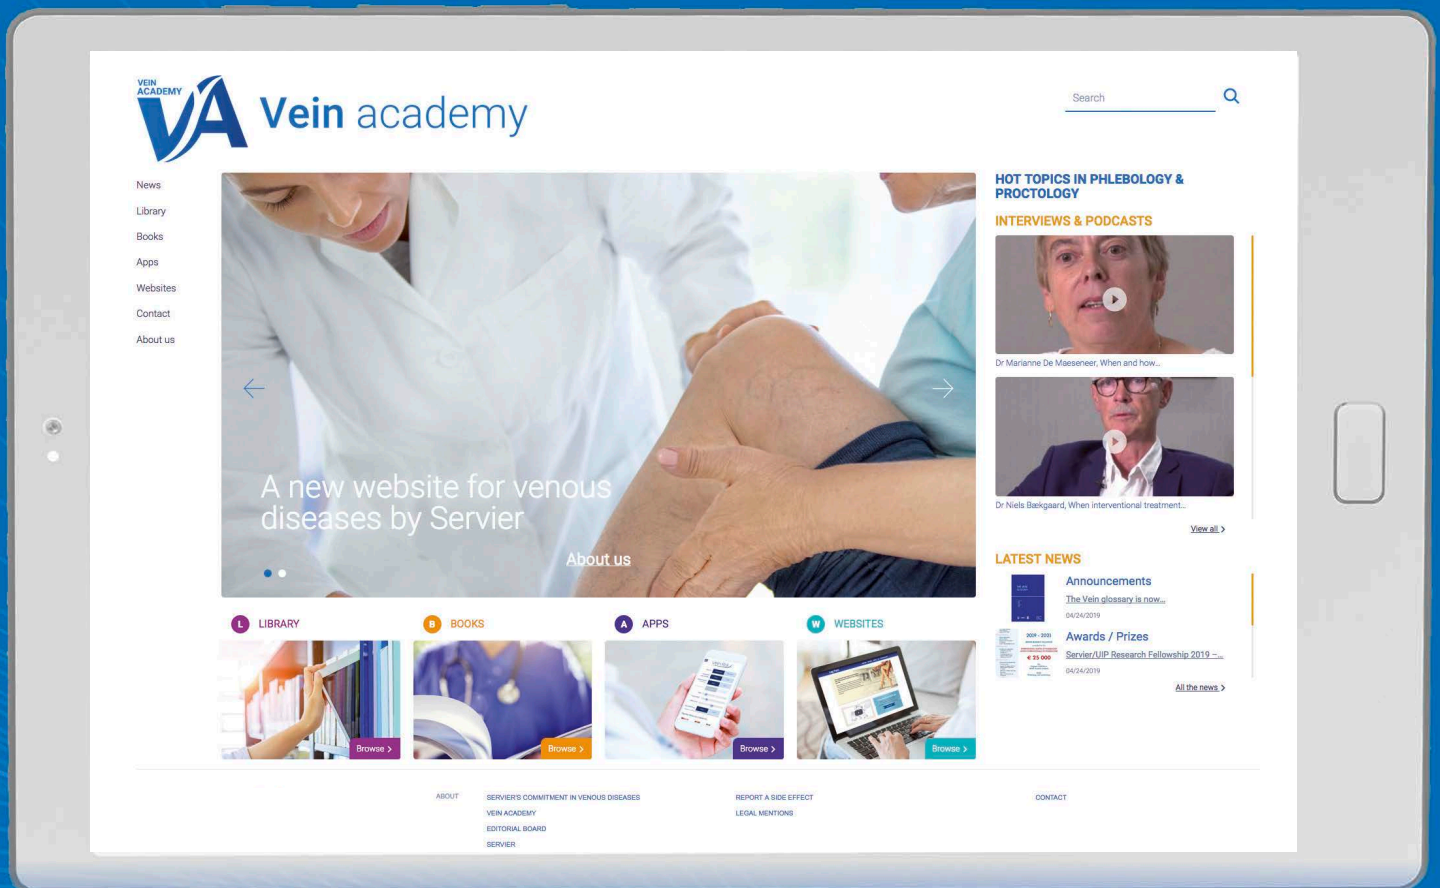 VEIN
ACADEMY
VA
Vein academy
Search
News
Library
Books
Apps
Websites
Contact
About us
A new website for venous
diseases by Servier
About us
HOT TOPICS IN PHLEBOLOGY &
PROCTOLOGY
INTERVIEWS & PODCASTS
Dr Marianne De Maeseneer, When and how...
Dr Niels Bækgaard, When interventional treatment...
View all >
LATEST NEWS
Announcements
The Vein glossary is now...
04/24/2019
2019 - 2021
€ 25 000
Awards / Prizes
Servier/UIP Research Fellowship 2019 –...
04/24/2019
All the news >
L LIBRARY
B BOOKS
A APPS
W WEBSITES
Browse >
Browse >
Browse >
Browse >
ABOUT
SERVIER'S COMMITMENT IN VENOUS DISEASES
VEIN ACADEMY
EDITORIAL BOARD
SERVIER
REPORT A SIDE EFFECT
LEGAL MENTIONS
CONTACT